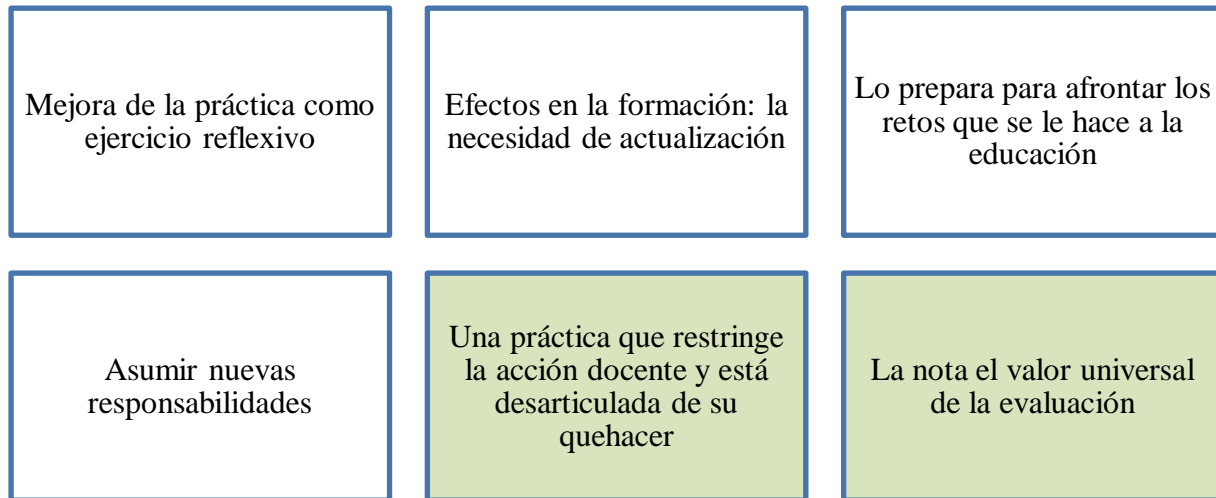 Mejora de la práctica como
ejercicio reflexivo
Efectos en la formación: la
necesidad de actualización
Lo prepara para afrontar los
retos que se le hace a la
educación
Asumir nuevas
responsabilidades
Una práctica que restringe
la acción docente y está
desarticulada de su
quehacer
La nota el valor universal
de la evaluación